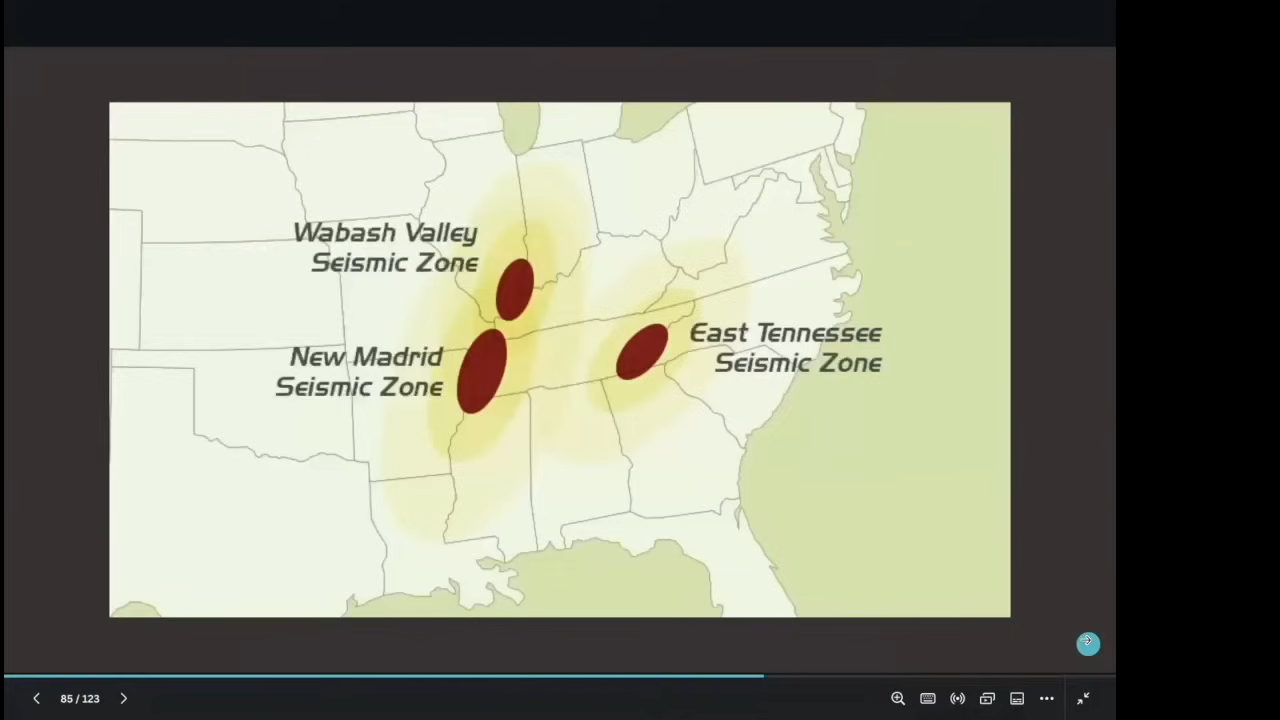 Wabash Valley
Seismic Zone
New Madrid
Seismic Zone
East Tennessee
Seismic Zone
85 / 123